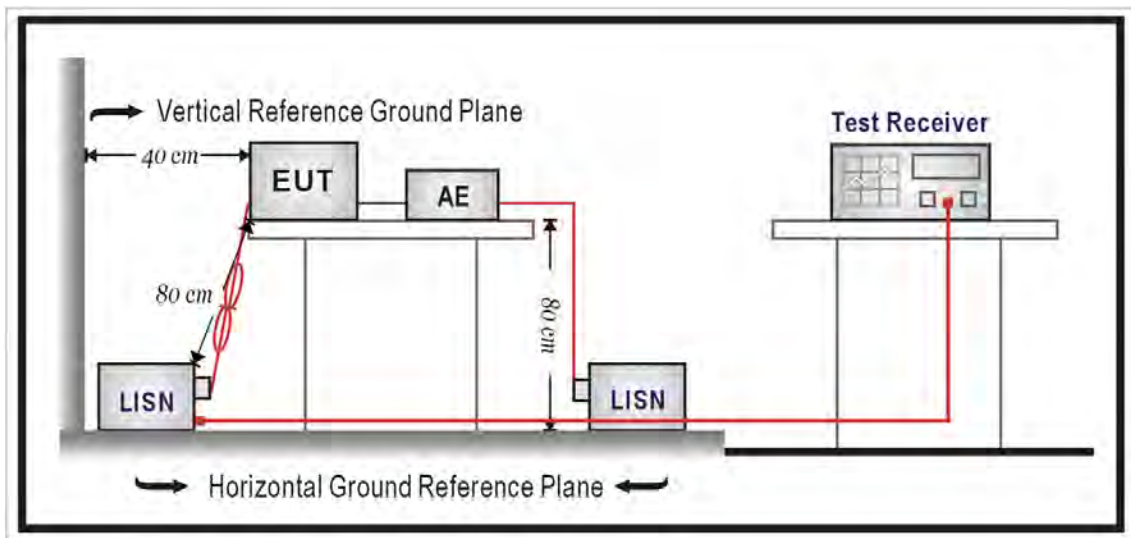 Vertical Reference Ground Plane
40 cm
Test Receiver
EUT
AE
80 cm
80 cm
LISN
LISN
Horizontal Ground Reference Plane